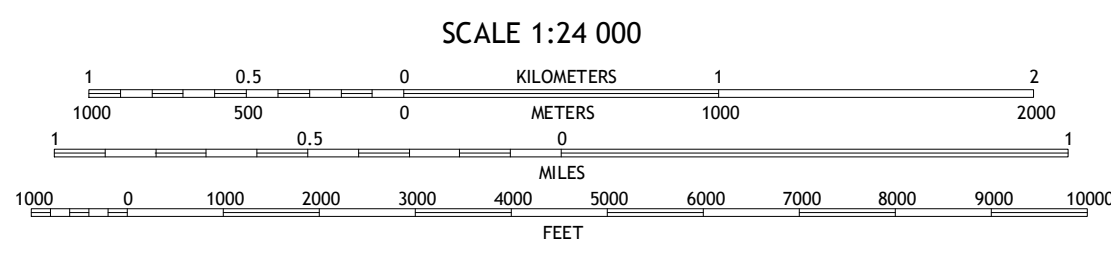 SCALE 1:24 000
1 0.5 0 KILOMETERS 1 2
1000 500 0 METERS 1000 2000
1 0.5 0 1
MILES
1000 0 1000 2000 3000 4000 5000 6000 7000 8000 9000 10000
FEET